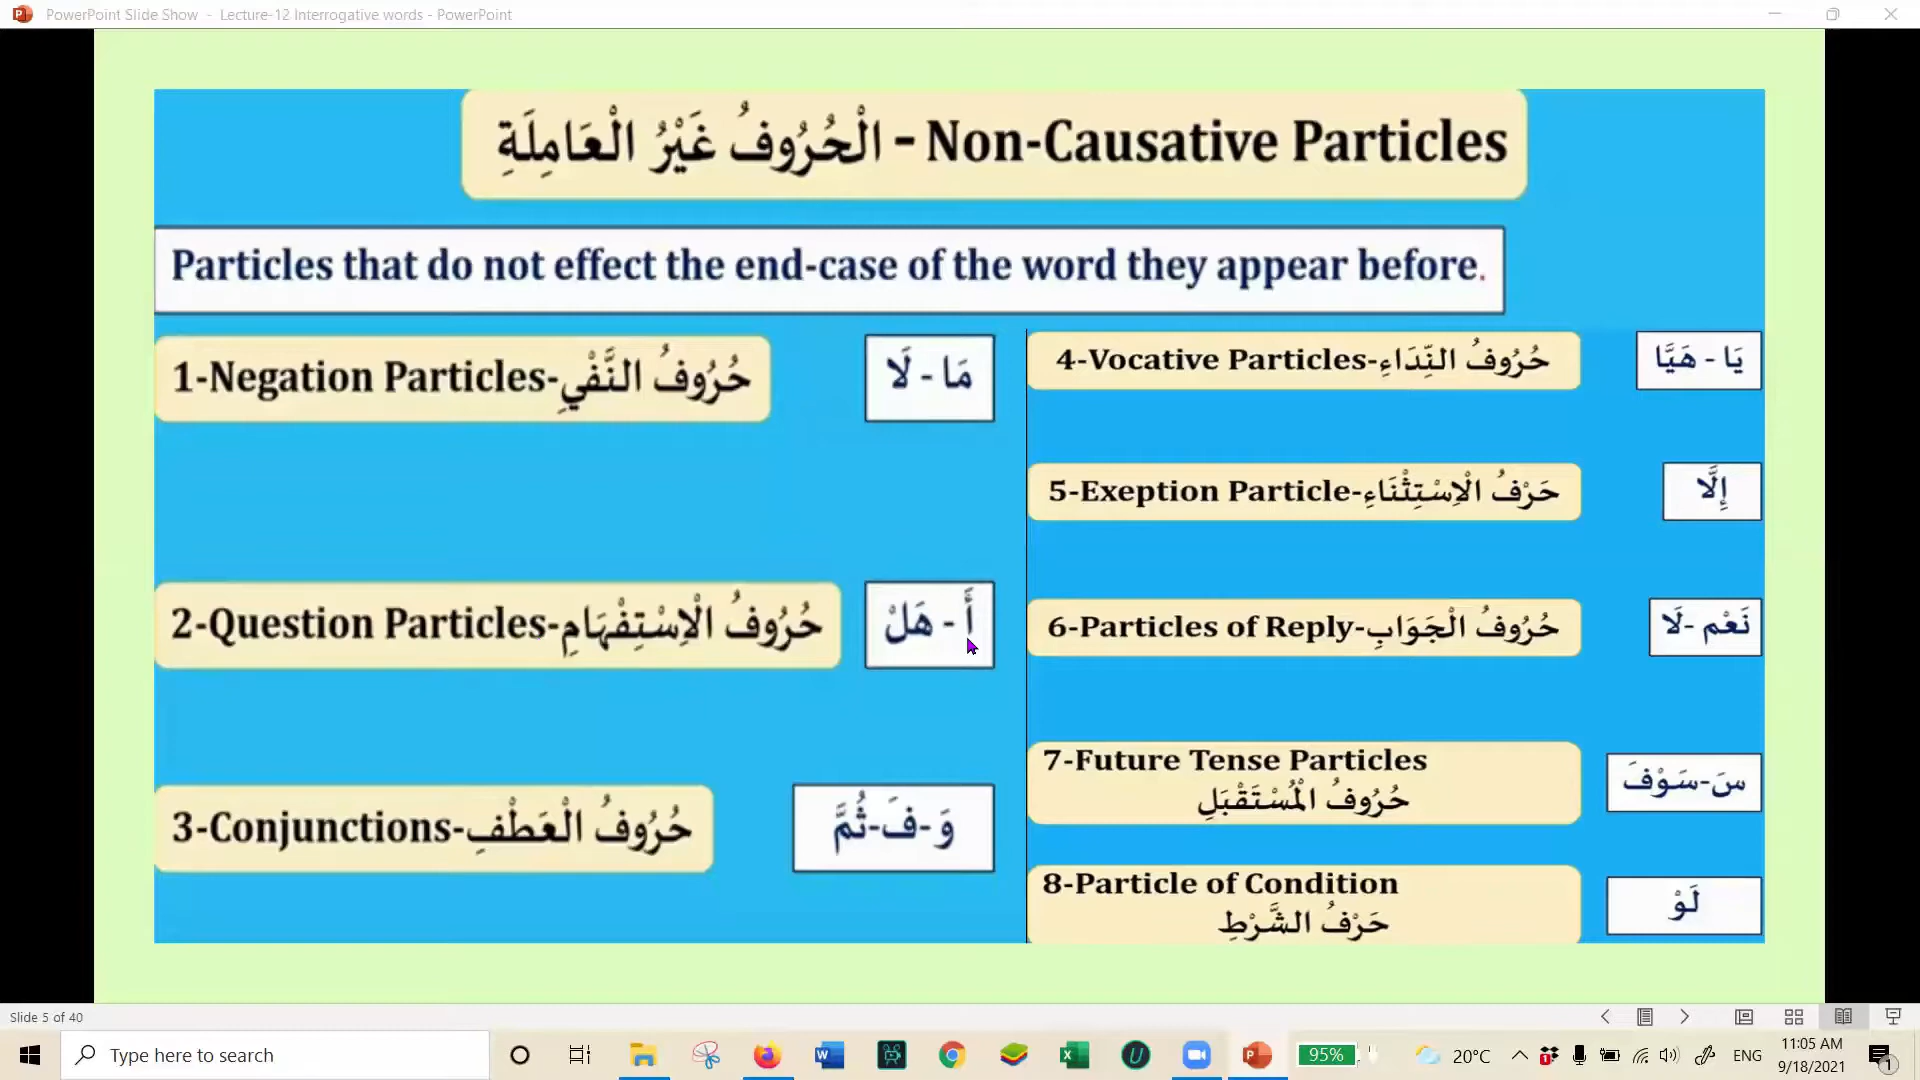 PowerPoint Slide Show - Lecture-12 Interrogative words - PowerPoint
الْحُرُوفُ غَيْرُ الْعَامِلَةِ - Non-Causative Particles
Particles that do not effect the end-case of the word they appear before.
1-Negation Particles-حُرُوفُ النَّفْيِ
مَا - لَا
2-Question Particles-حُرُوفُ الْاِسْتِفْهَامِ
أَ - هَلْ
3-Conjunctions-حُرُوفُ الْعَطْفِ
وَ-فَ-ثُمَّ
4-Vocative Particles-حُرُوفُ النِّدَاءِ
يَا - هَيَّا
5-Exeption Particle-حَرْفُ الْاِسْتِثْنَاءِ
إِلَّا
6-Particles of Reply-حُرُوفُ الْجَوَابِ
نَعْم -لَا
7-Future Tense Particles
حُرُوفُ الْمُسْتَقْبَلِ
سَ-سَوْفَ
8-Particle of Condition
حَرْفُ الشَّرْطِ
لَوْ
Slide 5 of 40
Type here to search
95%
20°C
ENG
11:05 AM
9/18/2021